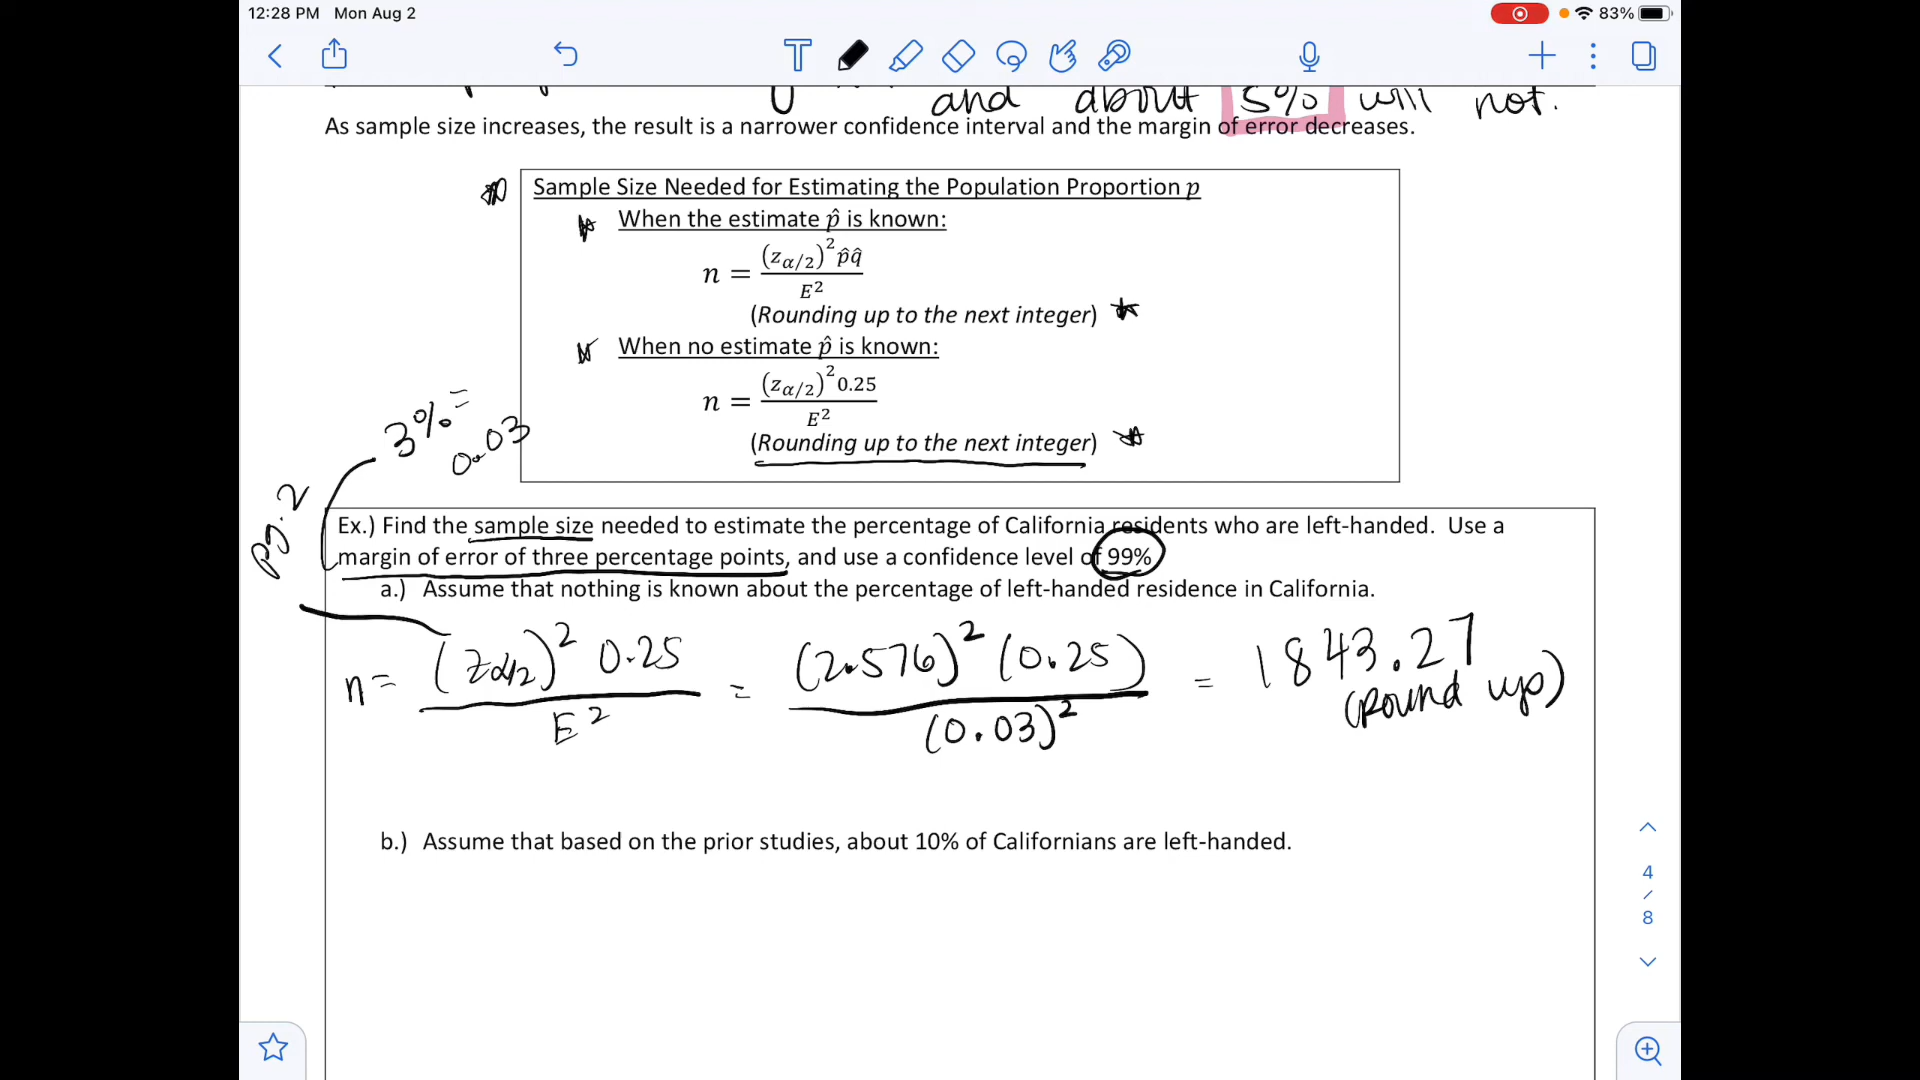 12:28 PM Mon Aug 2
83%
and about 5% will not.
As sample size increases, the result is a narrower confidence interval and the margin of error decreases.
Sample Size Needed for Estimating the Population Proportion p
When the estimate p̂ is known:
n = (zα/2)² p̂q̂ / E²
(Rounding up to the next integer)
When no estimate p̂ is known:
n = (zα/2)² 0.25 / E²
(Rounding up to the next integer)
3% =
0.03
pg. 2
Ex.) Find the sample size needed to estimate the percentage of California residents who are left-handed. Use a
margin of error of three percentage points, and use a confidence level of 99%
a.) Assume that nothing is known about the percentage of left-handed residence in California.
n = (zα/2)² 0.25 / E² = (2.576)² (0.25) / (0.03)² = 1843.27
(Round up)
b.) Assume that based on the prior studies, about 10% of Californians are left-handed.
4
/
8